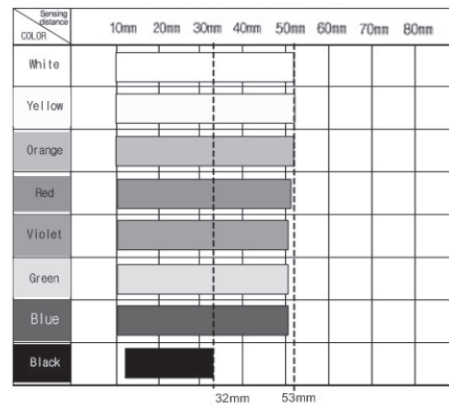 Sensing
distance
COLOR
10mm 20mm 30mm 40mm 50mm 60mm 70mm 80mm
White
Yellow
Orange
Red
Violet
Green
Blue
Black
32mm 53mm